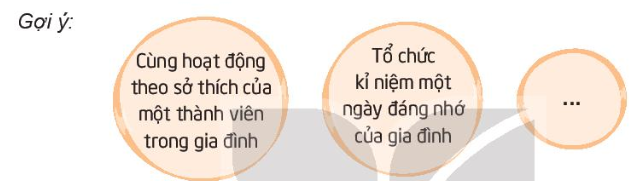 Gợi ý:
Cùng hoạt động
theo sở thích của
một thành viên
trong gia đình
Tổ chức
kỉ niệm một
ngày đáng nhớ
của gia đình
...